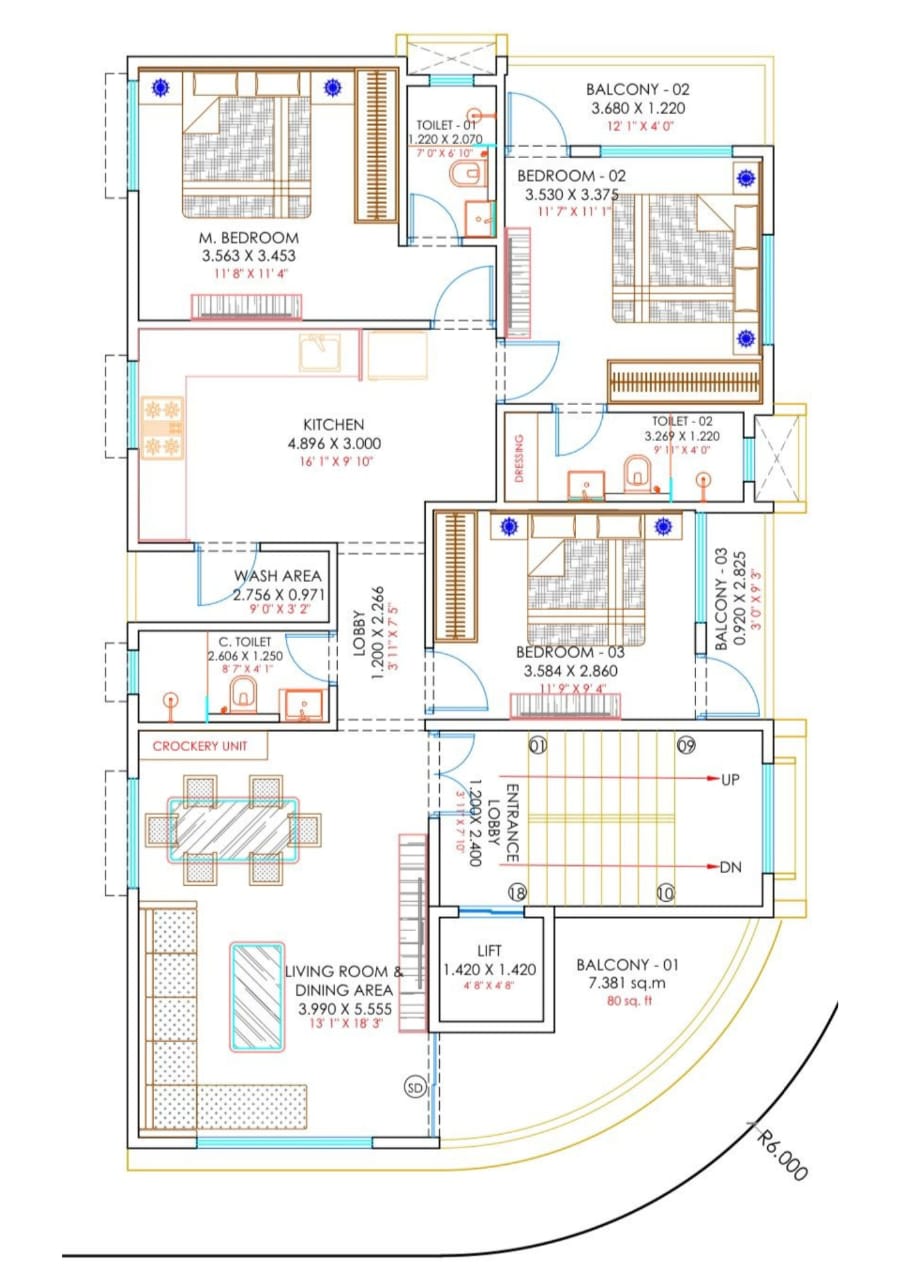 BALCONY - 02
3.680 X 1.220
12' 1" X 4' 0"
TOILET - 01
1.220 X 2.070
7' 0" X 6' 10"
BEDROOM - 02
3.530 X 3.375
11' 7" X 11' 1"
M. BEDROOM
3.563 X 3.453
11' 8" X 11' 4"
KITCHEN
4.896 X 3.000
16' 1" X 9' 10"
DRESSING
TOILET - 02
3.269 X 1.220
9' 11" X 4' 0"
WASH AREA
2.756 X 0.971
9' 0" X 3' 2"
LOBBY
1.200 X 2.266
3' 11" X 7' 5"
BALCONY - 03
0.920 X 2.825
3' 0" X 9' 3"
C. TOILET
2.606 X 1.250
8' 7" X 4' 1"
BEDROOM - 03
3.584 X 2.860
11' 9" X 9' 4"
CROCKERY UNIT
01
09
UP
ENTRANCE
LOBBY
1.200X 2.400
3' 11" X 7' 10"
DN
18
10
LIFT
1.420 X 1.420
4' 8" X 4' 8"
BALCONY - 01
7.381 sq.m
80 sq. ft
LIVING ROOM &
DINING AREA
3.990 X 5.555
13' 1" X 18' 3"
SD
R6.000